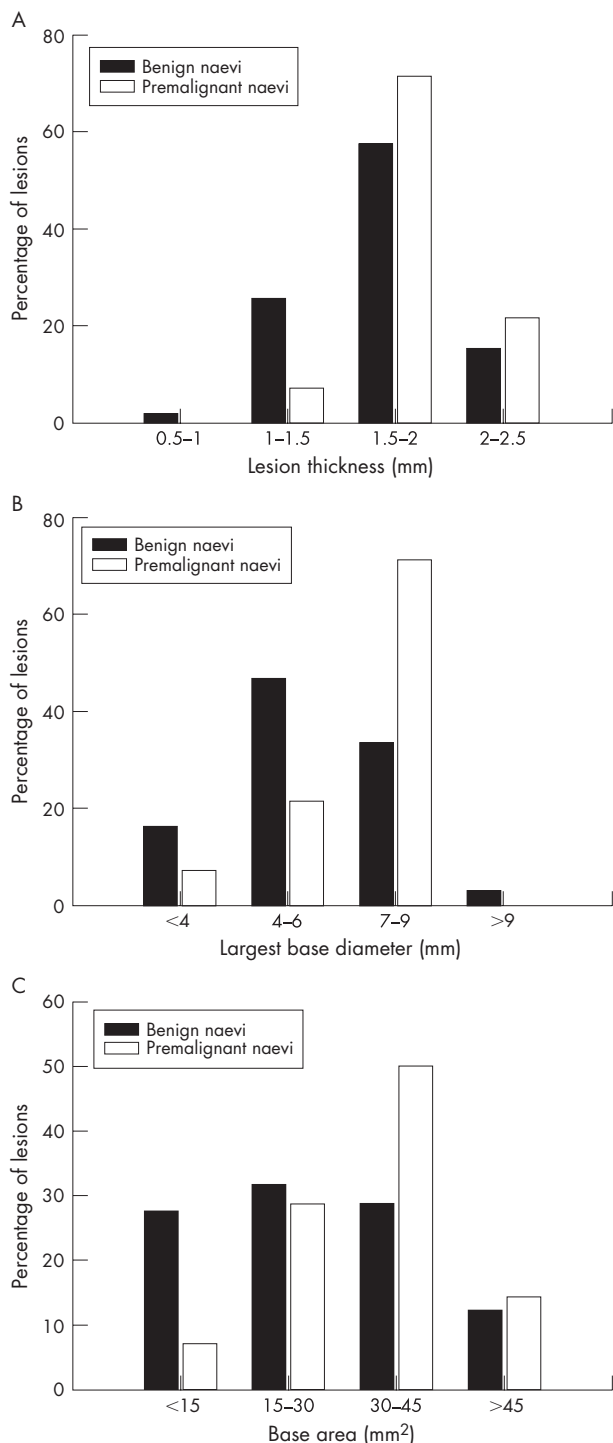 A
80
60
40
20
0
Percentage of lesions
Benign naevi
Premalignant naevi
0.5–1 1–1.5 1.5–2 2–2.5
Lesion thickness (mm)
B
80
60
40
20
0
Percentage of lesions
Benign naevi
Premalignant naevi
<4 4–6 7–9 >9
Largest base diameter (mm)
C
60
50
40
30
20
10
0
Percentage of lesions
Benign naevi
Premalignant naevi
<15 15–30 30–45 >45
Base area (mm²)